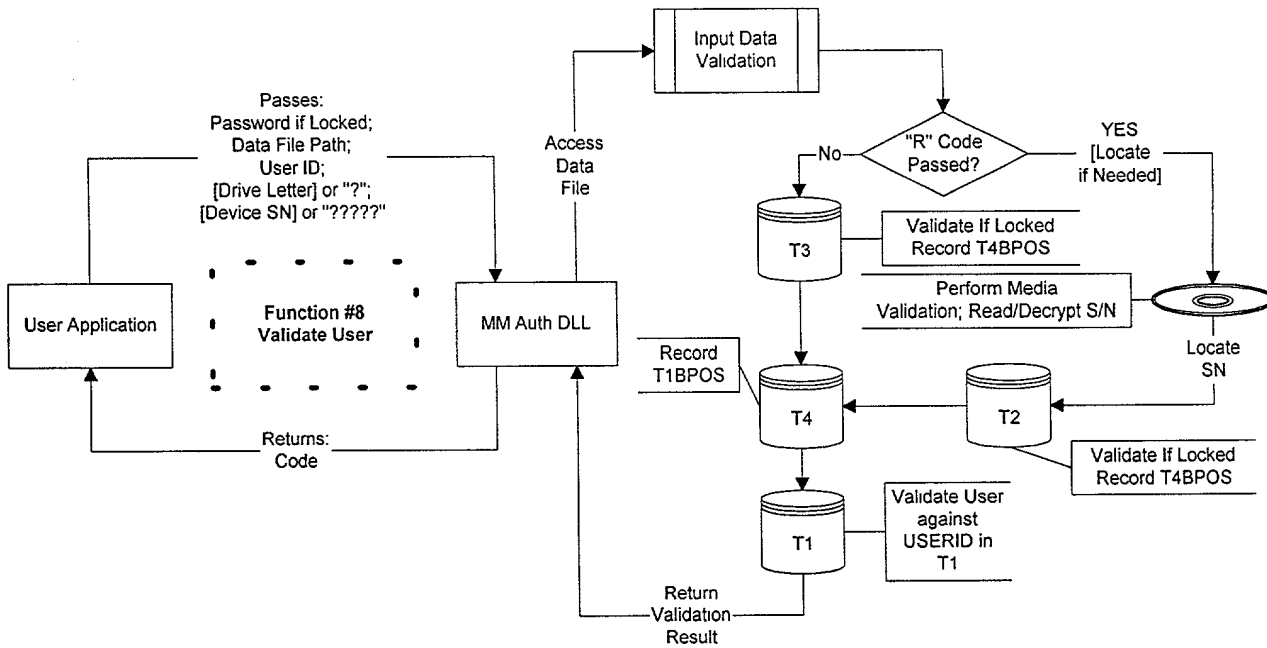 Input Data
Validation
Passes:
Password if Locked;
Data File Path;
User ID;
[Drive Letter] or "?";
[Device SN] or "?????"
Access
Data
File
"R" Code
Passed?
No
YES
[Locate
if Needed]
T3
Validate If Locked
Record T4BPOS
User Application
Function #8
Validate User
MM Auth DLL
Perform Media
Validation; Read/Decrypt S/N
Locate
SN
Record
T1BPOS
T4
T2
Validate If Locked
Record T4BPOS
Returns:
Code
T1
Validate User
against
USERID in
T1
Return
Validation
Result